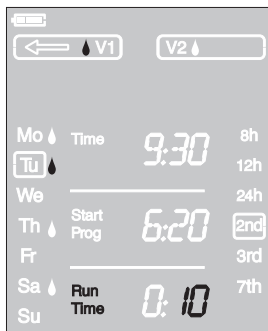 V1 V2
Mo Time 9:30 8h
Tu 12h
We 24h
Th Start Prog 6:20 2nd
Fr 3rd
Sa Run Time 0:10 7th
Su